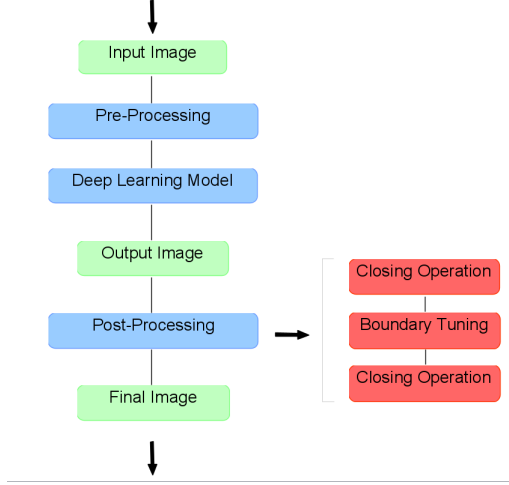 Input Image
Pre-Processing
Deep Learning Model
Output Image
Post-Processing
Final Image
Closing Operation
Boundary Tuning
Closing Operation